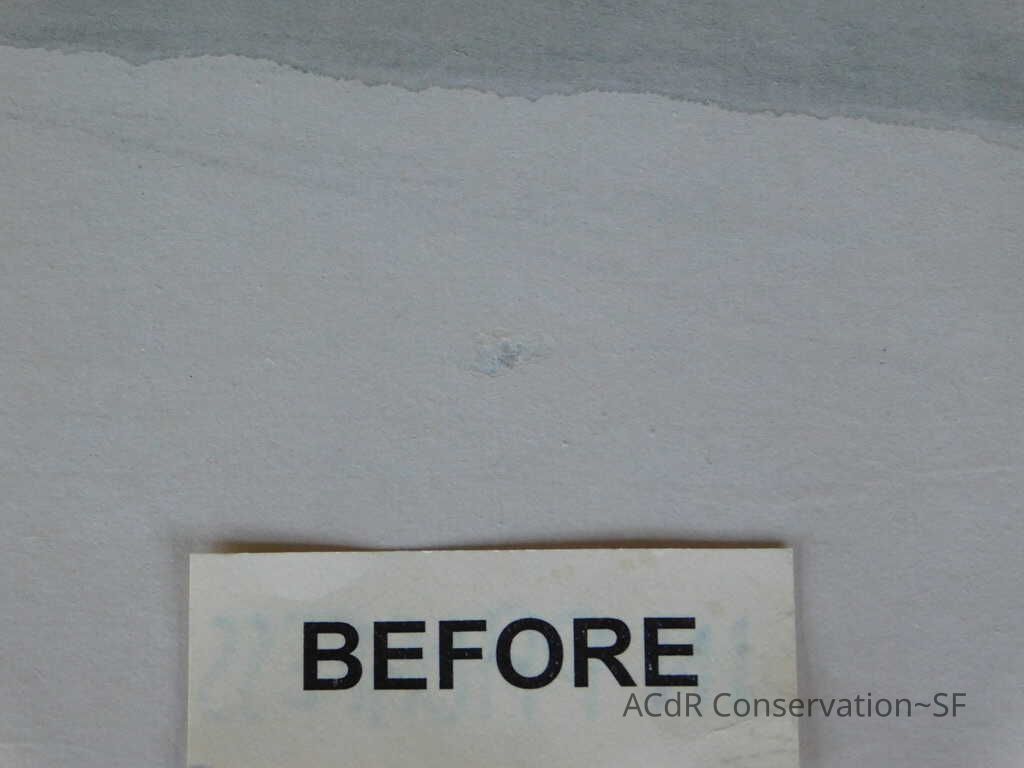 BEFORE
ACdR Conservation~SF